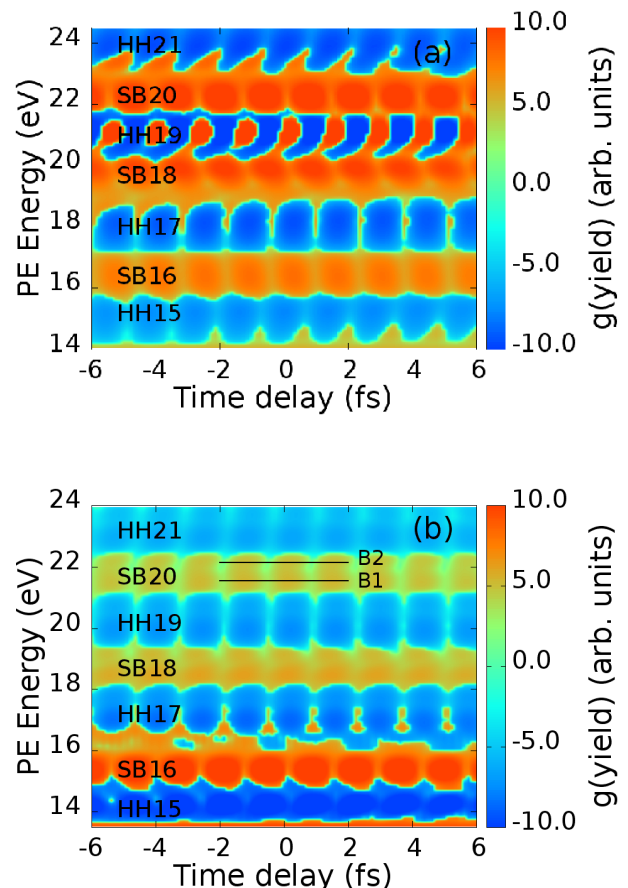 (a)
HH21
SB20
HH19
SB18
HH17
SB16
HH15
PE Energy (eV)
24
22
20
18
16
14
-6 -4 -2 0 2 4 6
Time delay (fs)
10.0
5.0
0.0
-5.0
-10.0
g(yield) (arb. units)
(b)
HH21
B2
SB20
B1
HH19
SB18
HH17
SB16
HH15
PE Energy (eV)
24
22
20
18
16
14
-6 -4 -2 0 2 4 6
Time delay (fs)
10.0
5.0
0.0
-5.0
-10.0
g(yield) (arb. units)